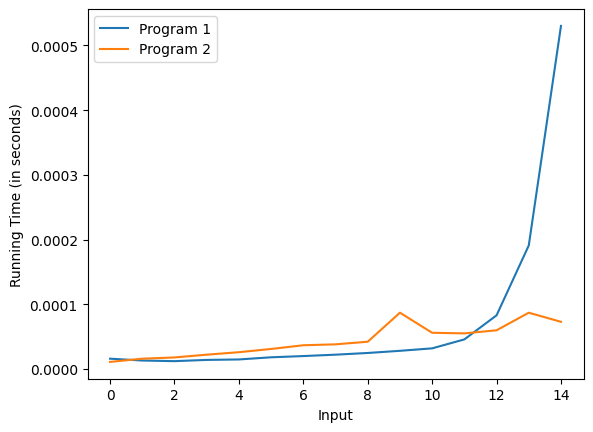 Program 1
Program 2
0.0005
0.0004
0.0003
0.0002
0.0001
0.0000
Running Time (in seconds)
0 2 4 6 8 10 12 14
Input